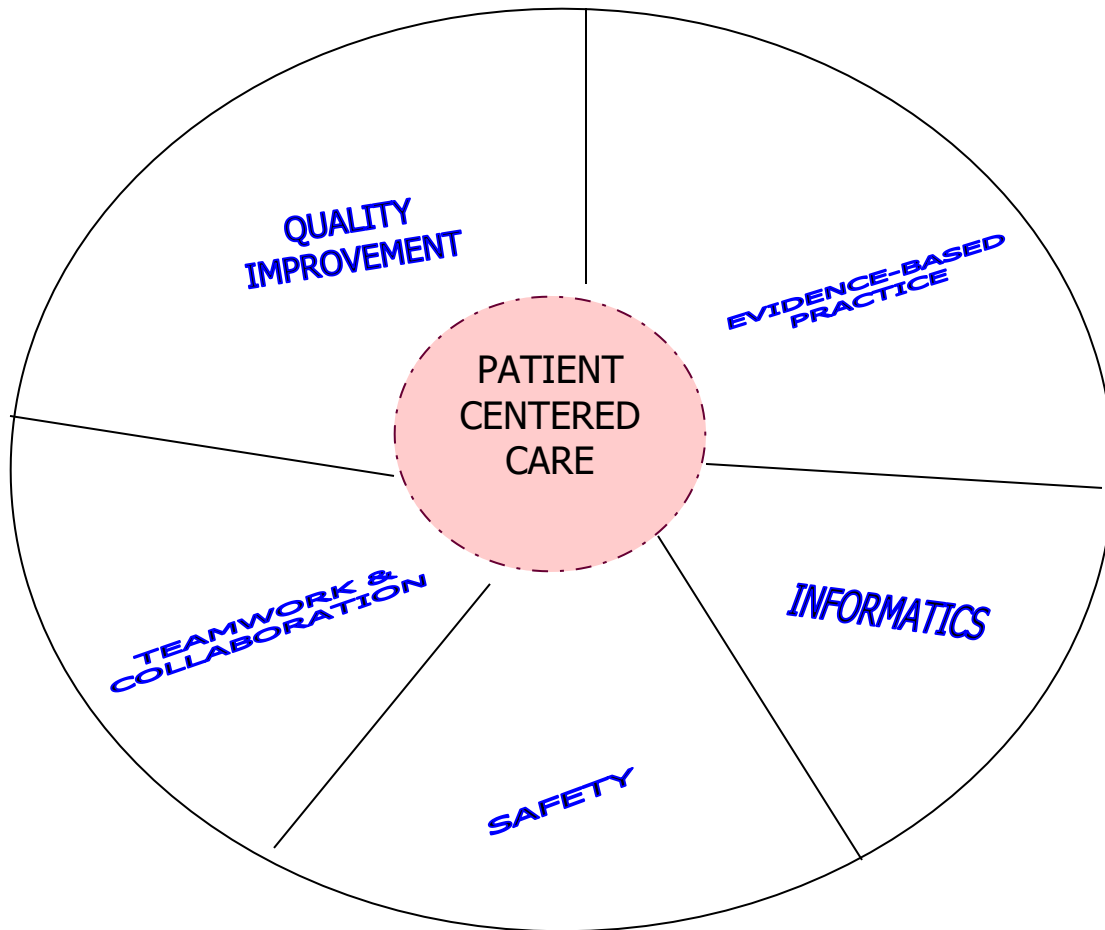 QUALITY
IMPROVEMENT
EVIDENCE-BASED
PRACTICE
PATIENT
CENTERED
CARE
TEAMWORK &
COLLABORATION
INFORMATICS
SAFETY